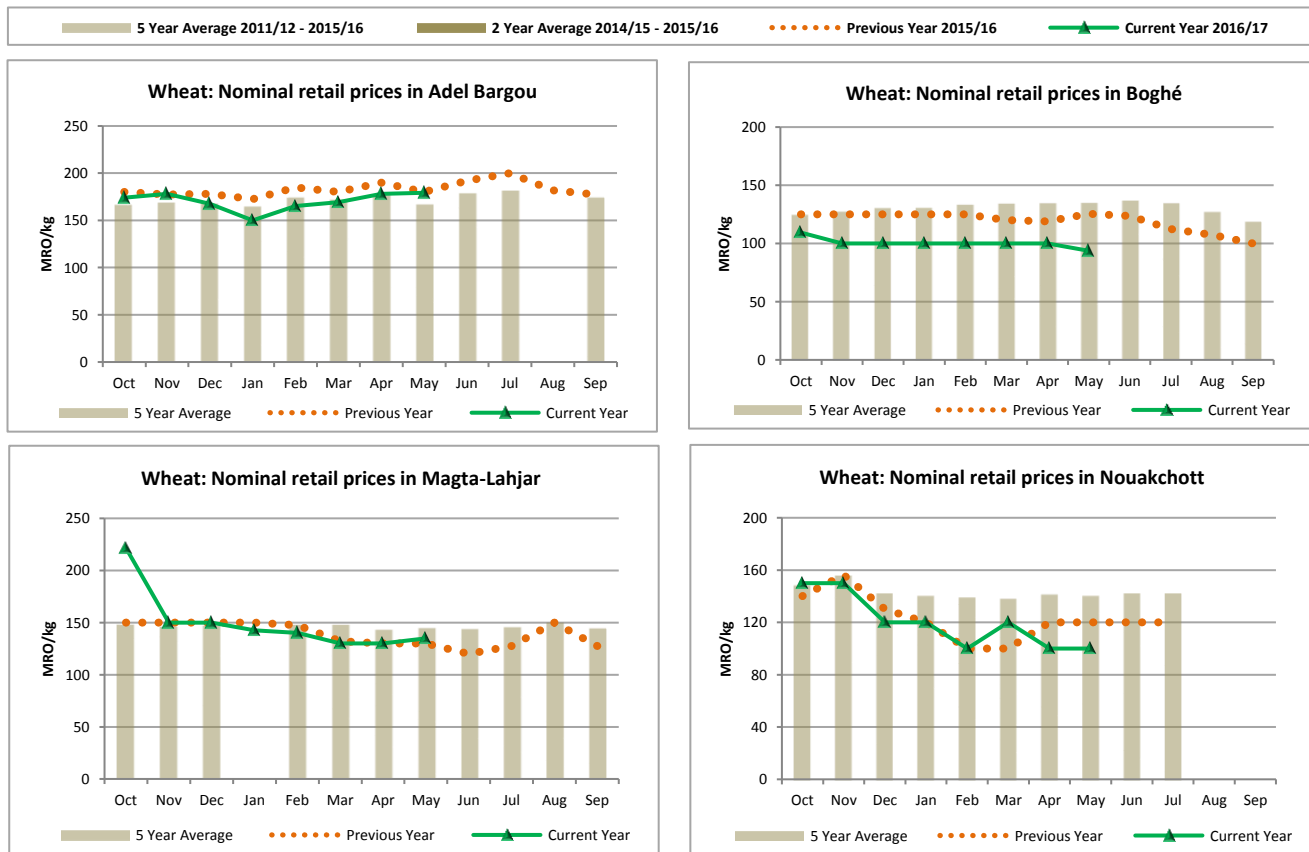 5 Year Average 2011/12 - 2015/16 2 Year Average 2014/15 - 2015/16 Previous Year 2015/16 Current Year 2016/17
Wheat: Nominal retail prices in Adel Bargou
MRO/kg
250
200
150
100
50
0
Oct Nov Dec Jan Feb Mar Apr May Jun Jul Aug Sep
5 Year Average Previous Year Current Year
Wheat: Nominal retail prices in Boghé
MRO/kg
200
150
100
50
0
Oct Nov Dec Jan Feb Mar Apr May Jun Jul Aug Sep
5 Year Average Previous Year Current Year
Wheat: Nominal retail prices in Magta-Lahjar
MRO/kg
250
200
150
100
50
0
Oct Nov Dec Jan Feb Mar Apr May Jun Jul Aug Sep
5 Year Average Previous Year Current Year
Wheat: Nominal retail prices in Nouakchott
MRO/kg
200
160
120
80
40
0
Oct Nov Dec Jan Feb Mar Apr May Jun Jul Aug Sep
5 Year Average Previous Year Current Year